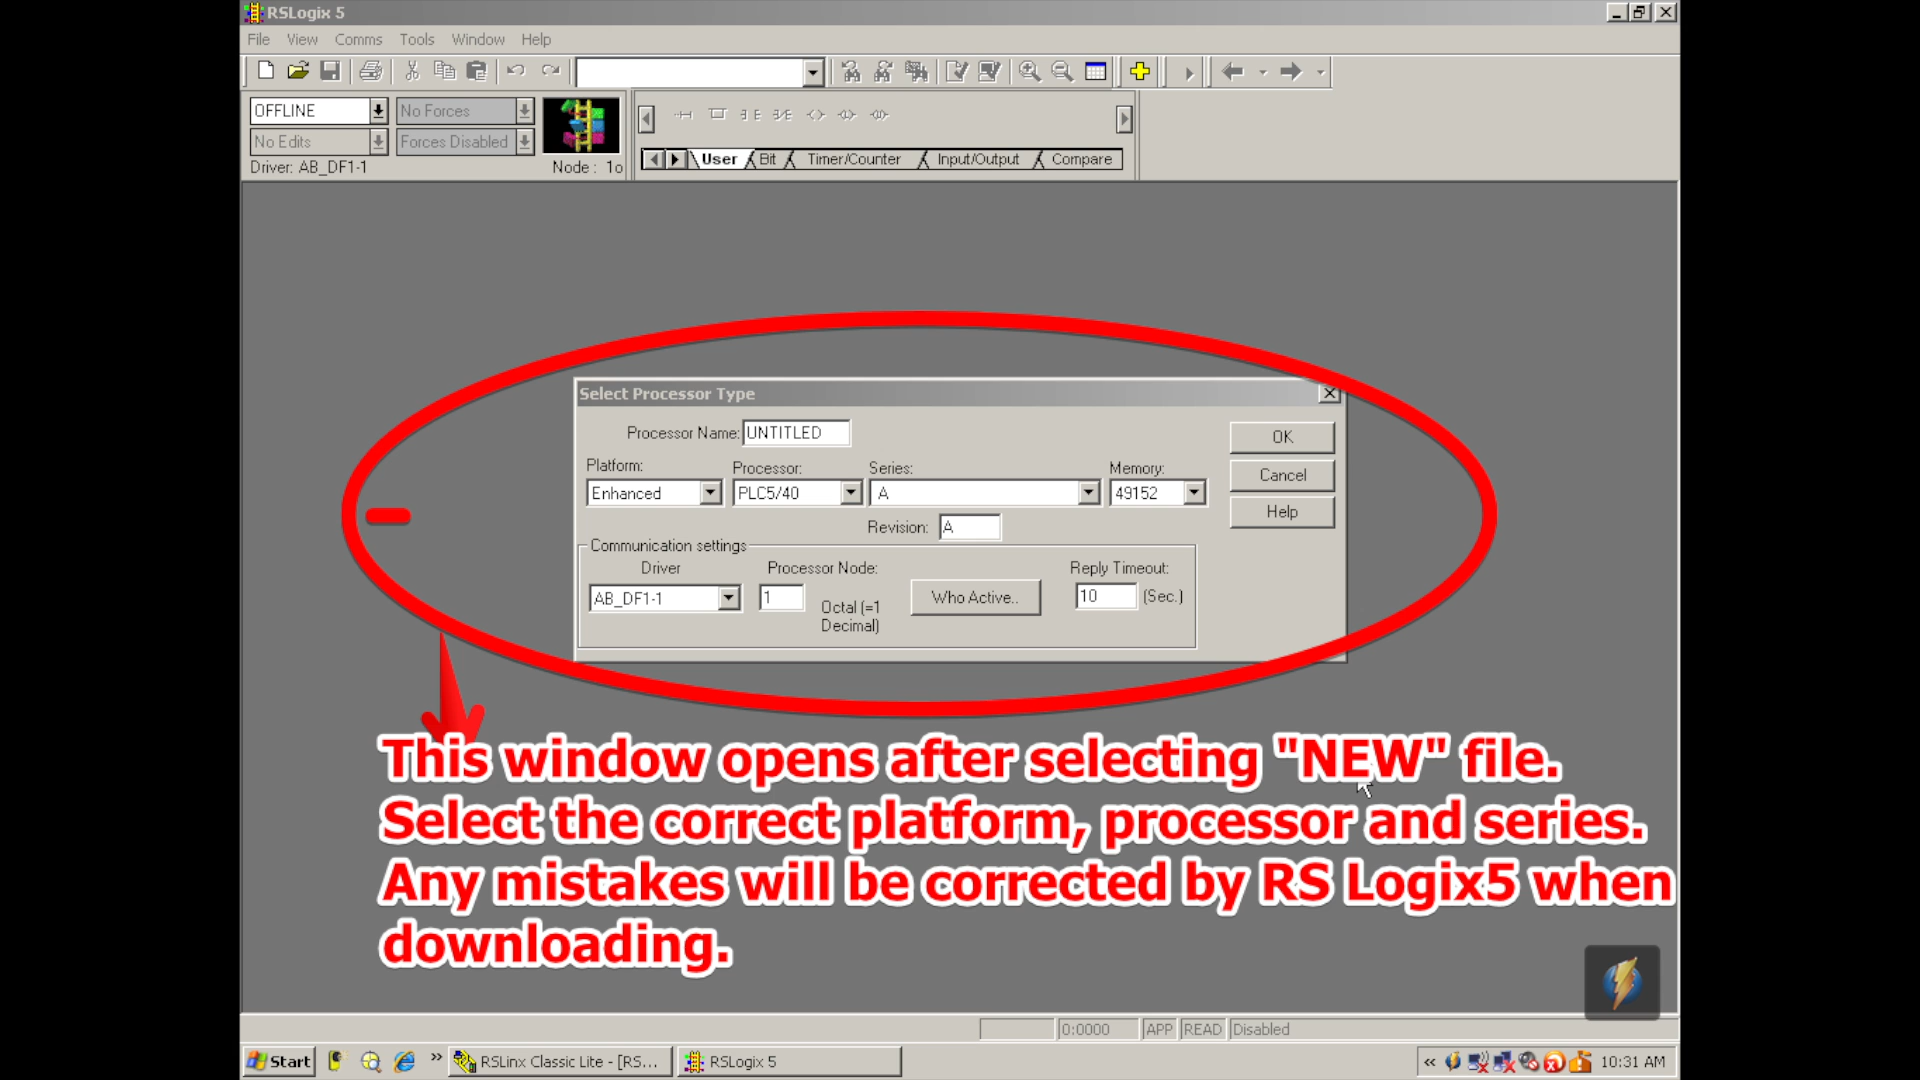 RSLogix 5
File View Comms Tools Window Help
OFFLINE No Forces
No Edits Forces Disabled
Driver: AB_DF1-1 Node : 1o
User Bit Timer/Counter Input/Output Compare
Select Processor Type
Processor Name: UNTITLED
OK
Platform: Processor: Series: Memory:
Cancel
Enhanced PLC5/40 A 49152
Help
Revision: A
Communication settings
Driver Processor Node: Reply Timeout:
AB_DF1-1 1 Octal (=1 Decimal) Who Active.. 10 (Sec.)
This window opens after selecting "NEW" file.
Select the correct platform, processor and series.
Any mistakes will be corrected by RS Logix5 when
downloading.
0:0000 APP READ Disabled
Start » RSLinx Classic Lite - [RS... RSLogix 5 « 10:31 AM